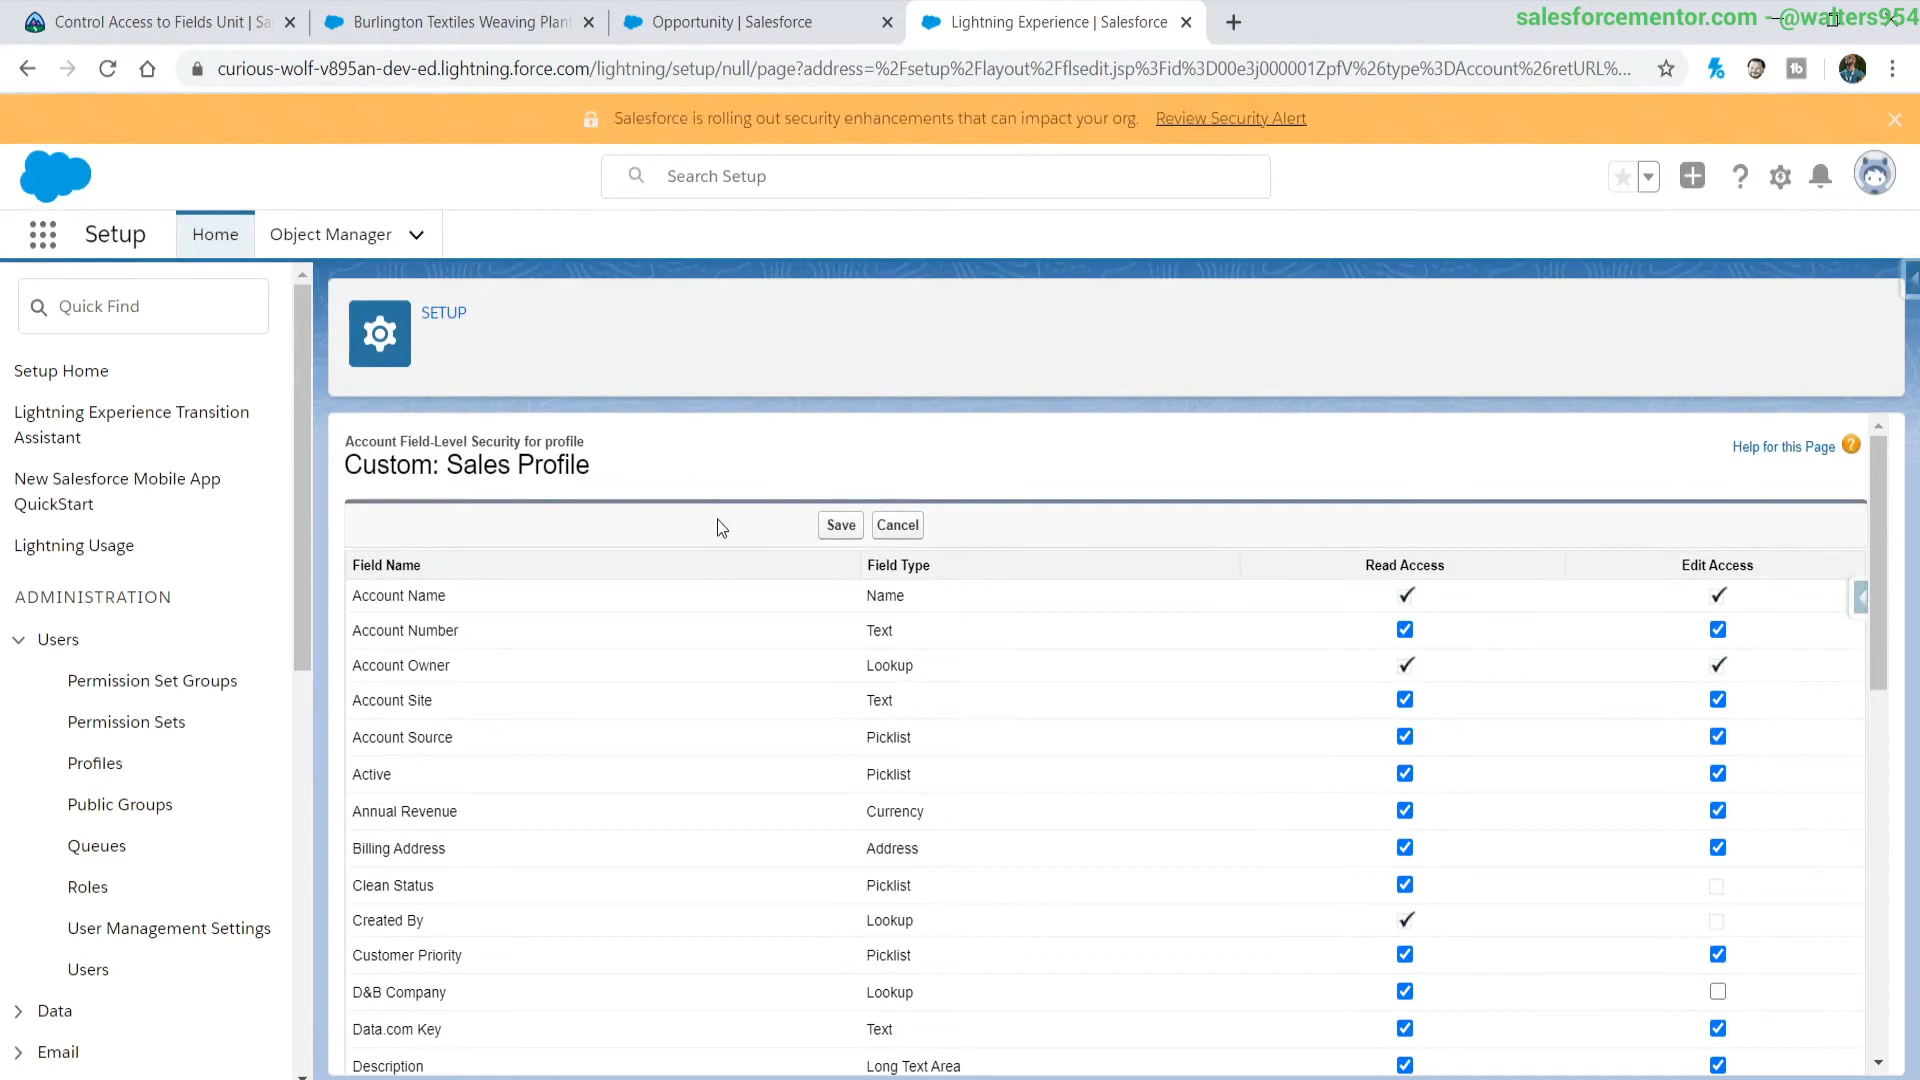 Control Access to Fields Unit | Sa
Burlington Textiles Weaving Plan
Opportunity | Salesforce
Lightning Experience | Salesforce
salesforcementor.com - @walters954
curious-wolf-v895an-dev-ed.lightning.force.com/lightning/setup/null/page?address=%2Fsetup%2Flayout%2Fflsedit.jsp%3Fid%3D00e3j000001ZpfV%26type%3DAccount%26retURL%...
Salesforce is rolling out security enhancements that can impact your org. Review Security Alert
Search Setup
Setup
Home
Object Manager
Quick Find
Setup Home
Lightning Experience Transition
Assistant
New Salesforce Mobile App
QuickStart
Lightning Usage
ADMINISTRATION
Users
Permission Set Groups
Permission Sets
Profiles
Public Groups
Queues
Roles
User Management Settings
Users
Data
Email
SETUP
Account Field-Level Security for profile
Custom: Sales Profile
Help for this Page ?
Save Cancel
Field Name Field Type Read Access Edit Access
Account Name Name
Account Number Text
Account Owner Lookup
Account Site Text
Account Source Picklist
Active Picklist
Annual Revenue Currency
Billing Address Address
Clean Status Picklist
Created By Lookup
Customer Priority Picklist
D&B Company Lookup
Data.com Key Text
Description Long Text Area